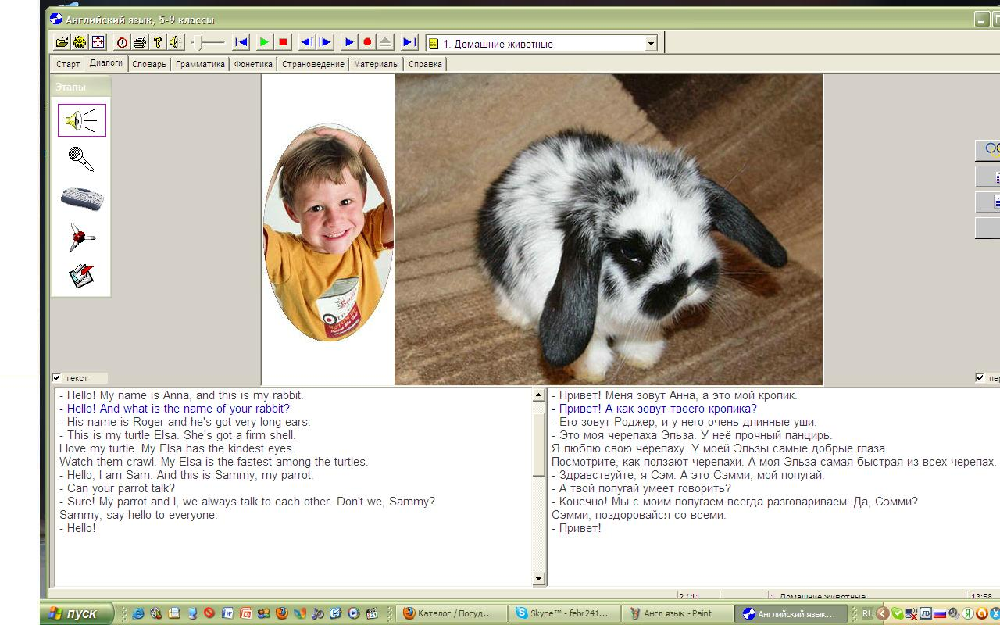 Английский язык, 5-9 классы
1. Домашние животные
Старт Диалоги Словарь Грамматика Фонетика Страноведение Материалы Справка
Этапы
текст
пер
- Hello! My name is Anna, and this is my rabbit.
- Hello! And what is the name of your rabbit?
- His name is Roger and he's got very long ears.
- This is my turtle Elsa. She's got a firm shell.
I love my turtle. My Elsa has the kindest eyes.
Watch them crawl. My Elsa is the fastest among the turtles.
- Hello, I am Sam. And this is Sammy, my parrot.
- Can your parrot talk?
- Sure! My parrot and I, we always talk to each other. Don't we, Sammy?
Sammy, say hello to everyone.
- Hello!
- Привет! Меня зовут Анна, а это мой кролик.
- Привет! А как зовут твоего кролика?
- Его зовут Роджер, и у него очень длинные уши.
- Это моя черепаха Эльза. У неё прочный панцирь.
Я люблю свою черепаху. У моей Эльзы самые добрые глаза.
Посмотрите, как ползают черепахи. А моя Эльза самая быстрая из всех черепах.
- Здравствуйте, я Сэм. А это Сэмми, мой попугай.
- А твой попугай умеет говорить?
- Конечно! Мы с моим попугаем всегда разговариваем. Да, Сэмми?
Сэмми, поздоровайся со всеми.
- Привет!
2 / 11 1. Домашние животные 13:58
пуск Каталог / Посуд... Skype™ - febr241... Англ язык - Paint Английский язык... RU